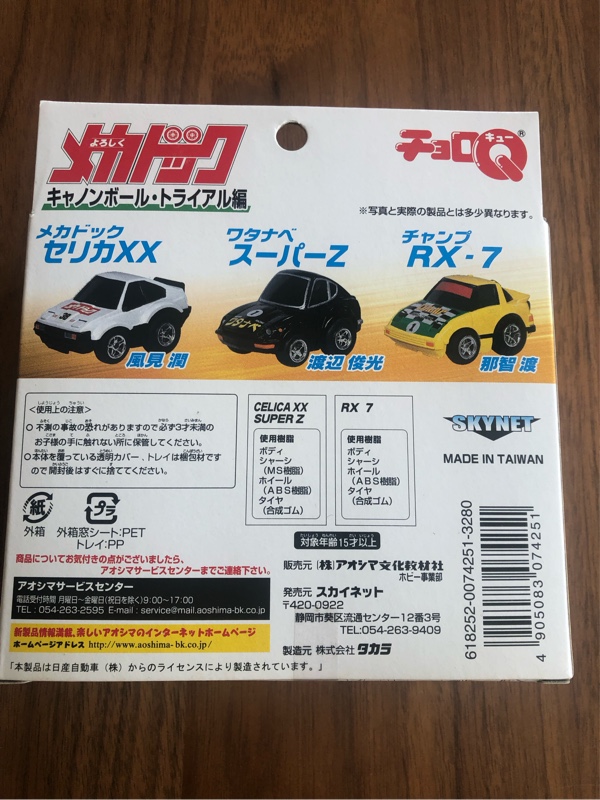 よろしく
メカドック
キャノンボール・トライアル編
チョロQ®
キュー
※写真と実際の製品とは多少異なります。
メカドック
セリカXX
風見 潤
ワタナベ
スーパーZ
渡辺 俊光
チャンプ
RX-7
那智 渡
<使用上の注意>
○不測の事故の恐れがありますので必ず3才未満の
お子様の手に触れない所に保管してください。
○本体を覆っている透明カバー、トレイは梱包材です
ので開封後はすぐに捨ててください。
CELICA XX
SUPER Z
使用樹脂
ボディ
シャーシ
(MS樹脂)
ホイール
(ABS樹脂)
タイヤ
(合成ゴム)
RX 7
使用樹脂
ボディ
シャーシ
ホイール
(ABS樹脂)
タイヤ
(合成ゴム)
SKYNET
MADE IN TAIWAN
紙
外箱
プラ
外箱窓シート:PET
トレイ:PP
対象年齢15才以上
商品についてお気付きの点がございましたら、
アオシマサービスセンターまでご連絡下さい。
アオシマサービスセンター
電話受付時間 月曜日~金曜日(祝日を除く)9:00~17:00
TEL:054-263-2595 E-mail:service@mail.aoshima-bk.co.jp
新製品情報満載、楽しいアオシマのインターネットホームページ
ホームページアドレス http://www.aoshima-bk.co.jp/
「本製品は日産自動車(株)からのライセンスにより製造されています。」
販売元 (株)アオシマ文化教材社
ホビー事業部
発売元 スカイネット
〒420-0922
静岡市葵区流通センター12番3号
TEL:054-263-9409
製造元 株式会社 タカラ
618252-0074251-3280
4 905083 074251